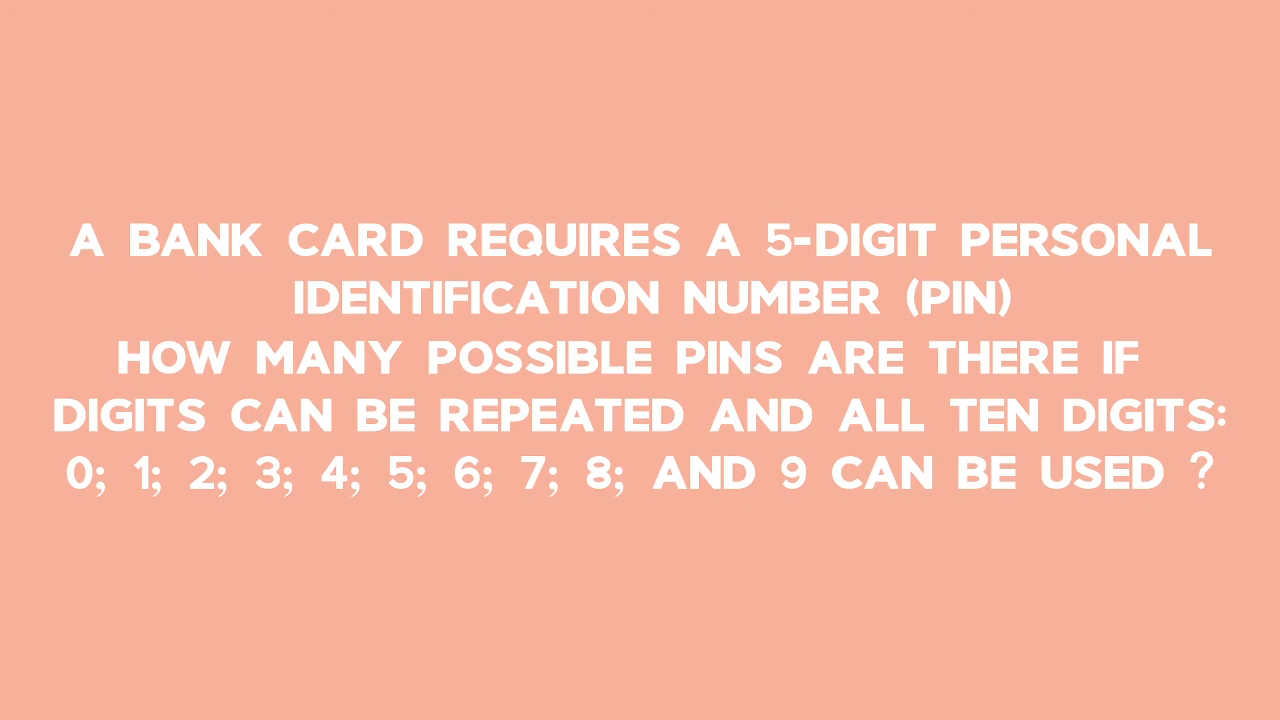 A BANK CARD REQUIRES A 5-DIGIT PERSONAL
IDENTIFICATION NUMBER (PIN)
HOW MANY POSSIBLE PINS ARE THERE IF
DIGITS CAN BE REPEATED AND ALL TEN DIGITS:
0; 1; 2; 3; 4; 5; 6; 7; 8; AND 9 CAN BE USED ?